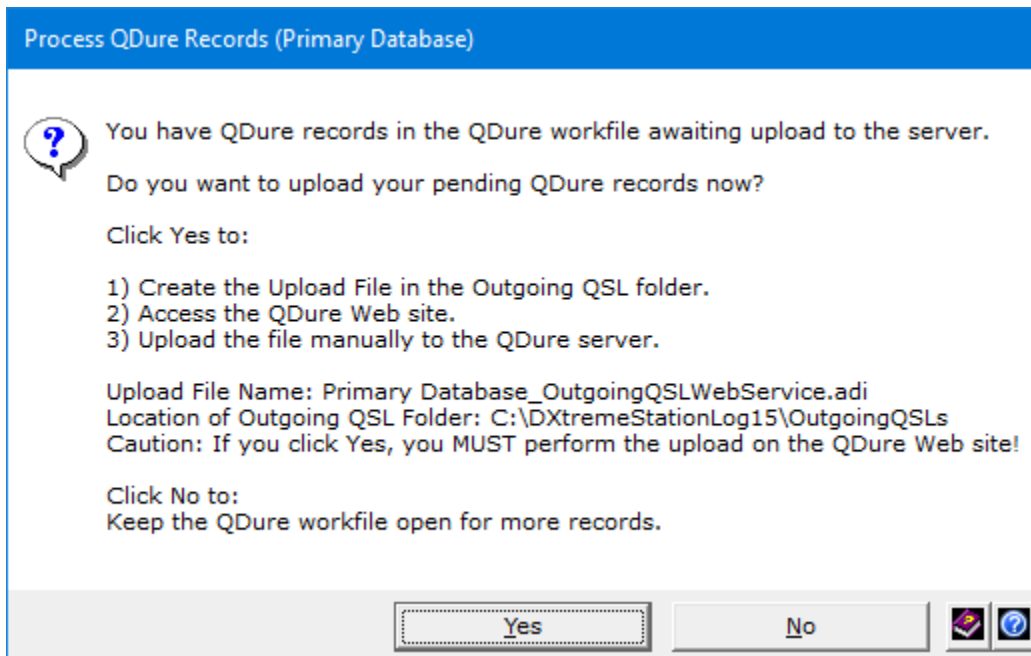 Process QDure Records (Primary Database)
You have QDure records in the QDure workfile awaiting upload to the server.
Do you want to upload your pending QDure records now?
Click Yes to:
1) Create the Upload File in the Outgoing QSL folder.
2) Access the QDure Web site.
3) Upload the file manually to the QDure server.
Upload File Name: Primary Database_OutgoingQSLWebService.adi
Location of Outgoing QSL Folder: C:\DXtremeStationLog15\OutgoingQSLs
Caution: If you click Yes, you MUST perform the upload on the QDure Web site!
Click No to:
Keep the QDure workfile open for more records.
Yes No